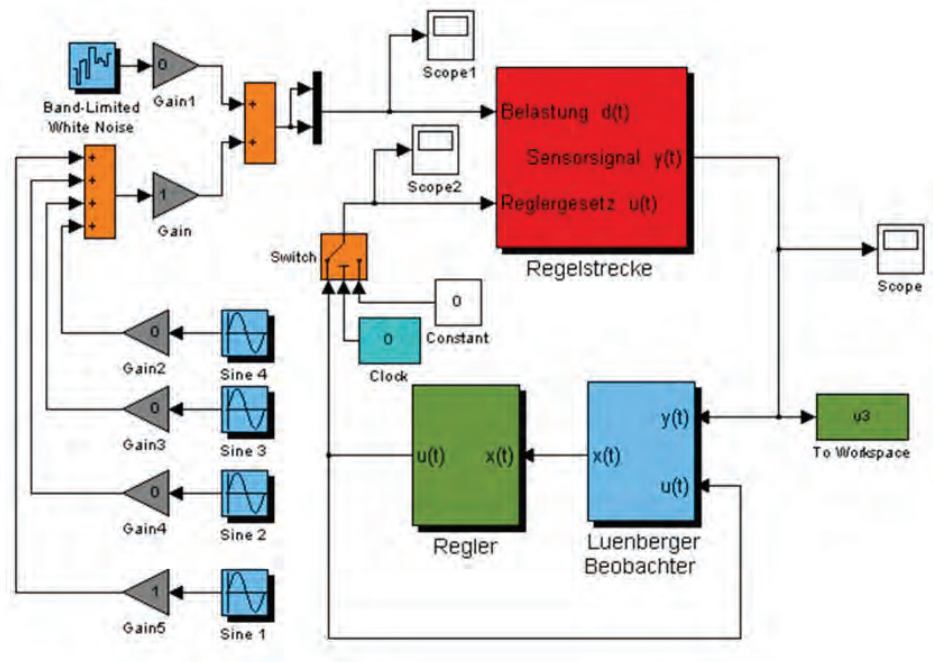 Scope1
0
Gain1
Band-Limited
White Noise
+
+
Belastung d(t)
Sensorsignal y(t)
Reglergesetz u(t)
Regelstrecke
Scope2
+
+
+
+
1
Gain
Switch
Scope
0
Constant
0
Clock
0
Gain2
Sine 4
0
Gain3
Sine 3
0
Gain4
Sine 2
1
Gain5
Sine 1
u(t) x(t)
Regler
y(t)
x(t)
u(t)
Luenberger
Beobachter
y3
To Workspace